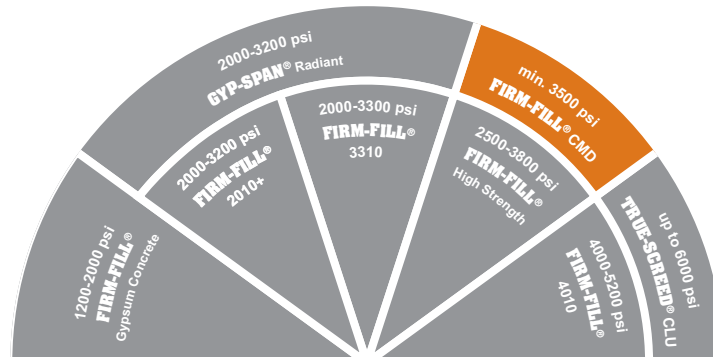 1200-2000 psi
FIRM-FILL®
Gypsum Concrete
2000-3200 psi
GYP-SPAN® Radiant
2000-3200 psi
FIRM-FILL®
2010+
2000-3300 psi
FIRM-FILL®
3310
min. 3500 psi
FIRM-FILL® CMD
2500-3800 psi
FIRM-FILL®
High Strength
up to 6000 psi
TRUE-SCREED® CLU
4000-5200 psi
FIRM-FILL®
4010